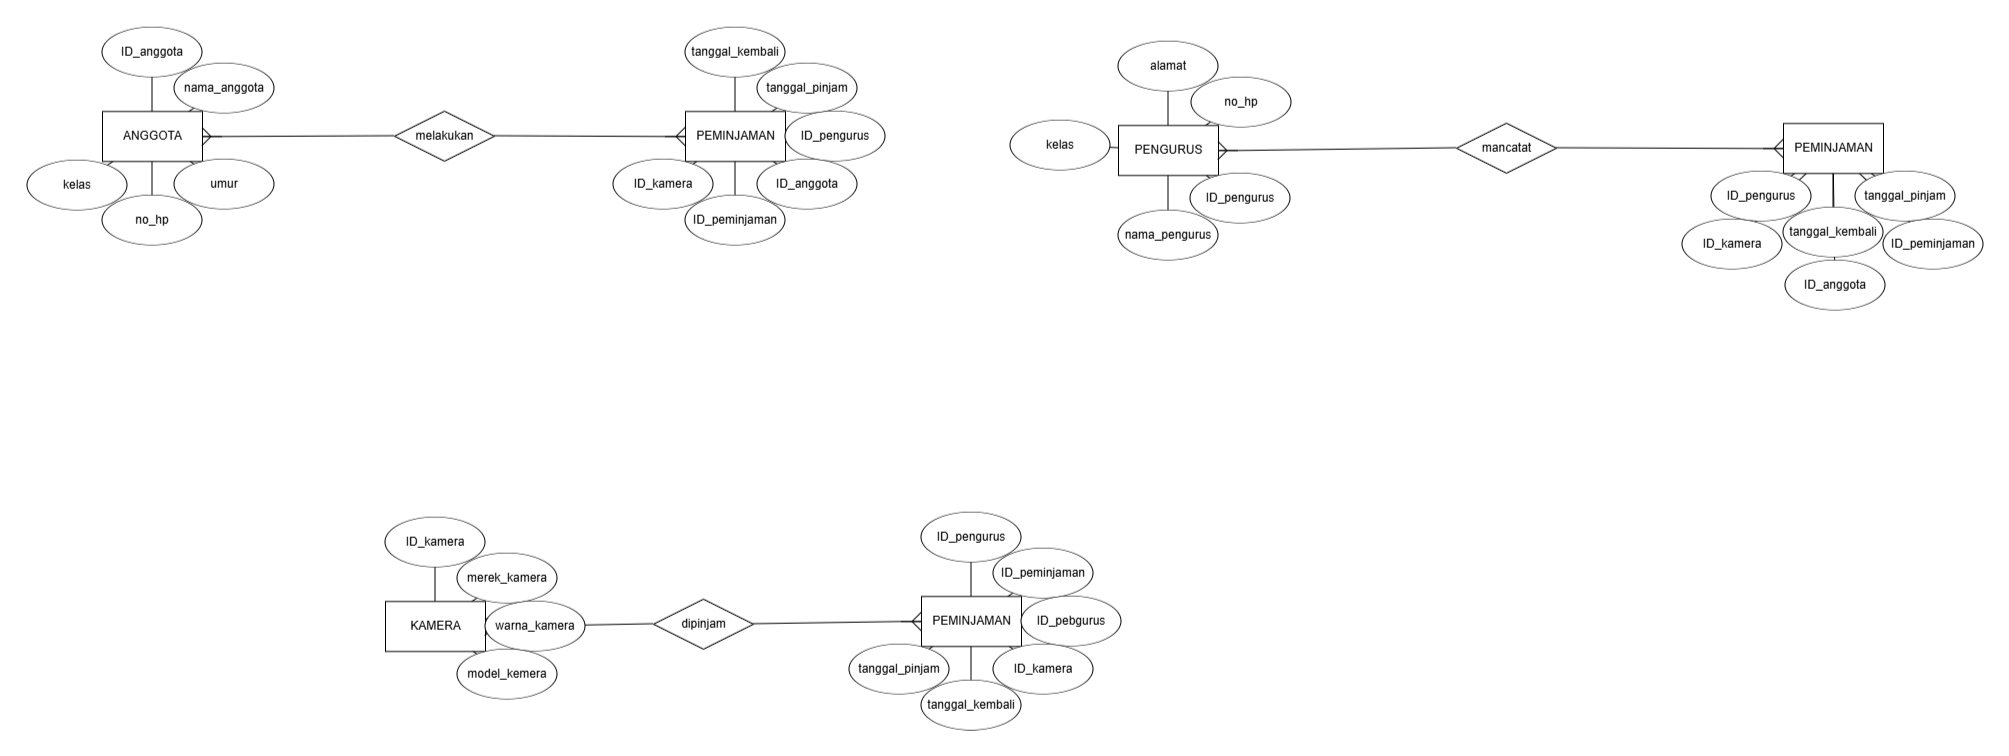 ID_anggota
nama_anggota
ANGGOTA
kelas
umur
no_hp
melakukan
tanggal_kembali
tanggal_pinjam
PEMINJAMAN
ID_pengurus
ID_kamera
ID_anggota
ID_peminjaman
alamat
no_hp
kelas
PENGURUS
ID_pengurus
nama_pengurus
mancatat
PEMINJAMAN
ID_pengurus
tanggal_pinjam
ID_kamera
tanggal_kembali
ID_peminjaman
ID_anggota
ID_kamera
merek_kamera
KAMERA
warna_kamera
model_kemera
dipinjam
ID_pengurus
ID_peminjaman
PEMINJAMAN
ID_pebgurus
tanggal_pinjam
ID_kamera
tanggal_kembali